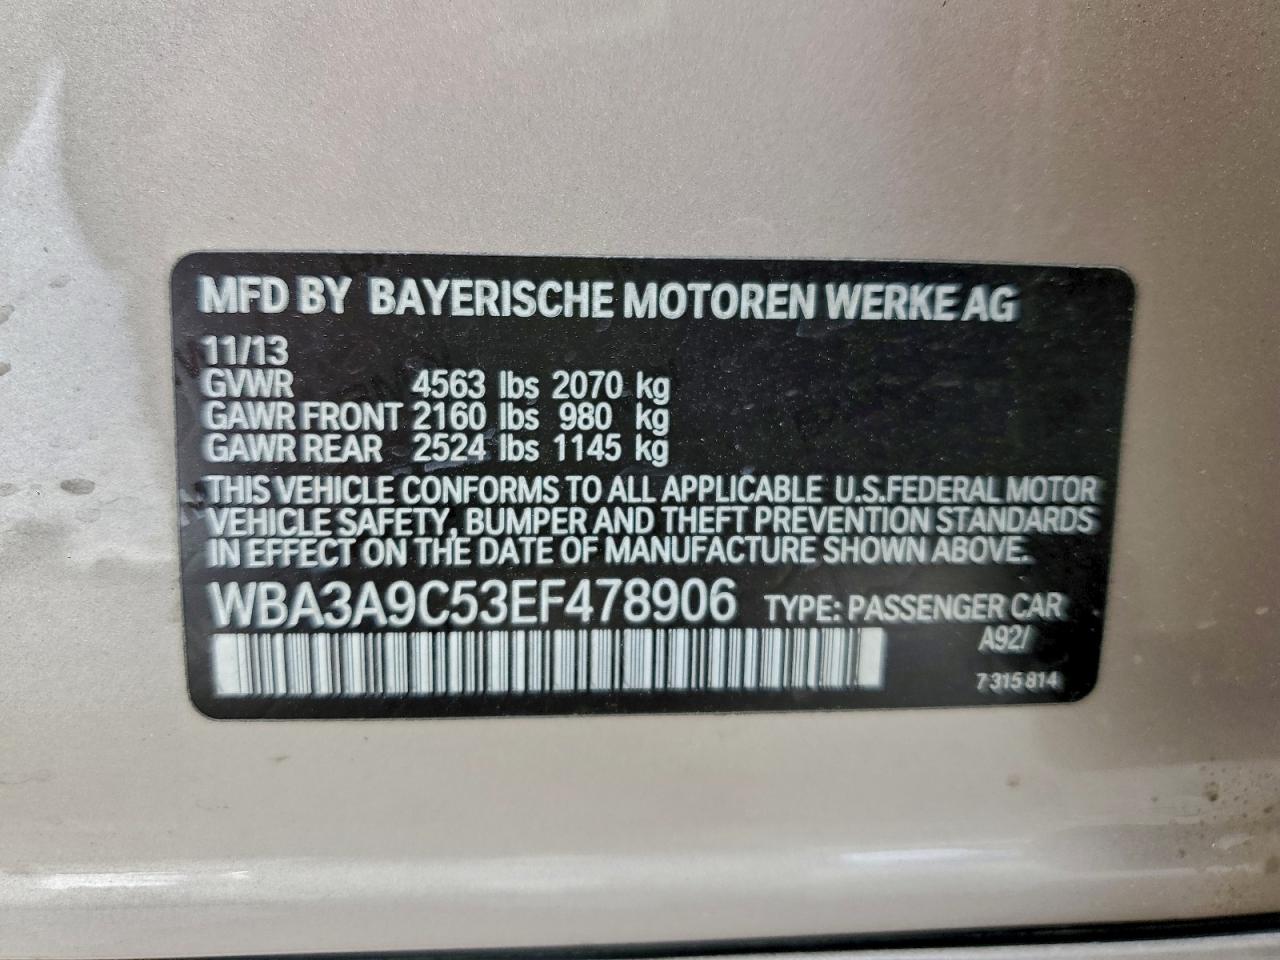 MFD BY BAYERISCHE MOTOREN WERKE AG
11/13
GVWR 4563 lbs 2070 kg
GAWR FRONT 2160 lbs 980 kg
GAWR REAR 2524 lbs 1145 kg
THIS VEHICLE CONFORMS TO ALL APPLICABLE U.S.FEDERAL MOTOR
VEHICLE SAFETY, BUMPER AND THEFT PREVENTION STANDARDS
IN EFFECT ON THE DATE OF MANUFACTURE SHOWN ABOVE.
WBA3A9C53EF478906 TYPE: PASSENGER CAR
A92/
7 315 814